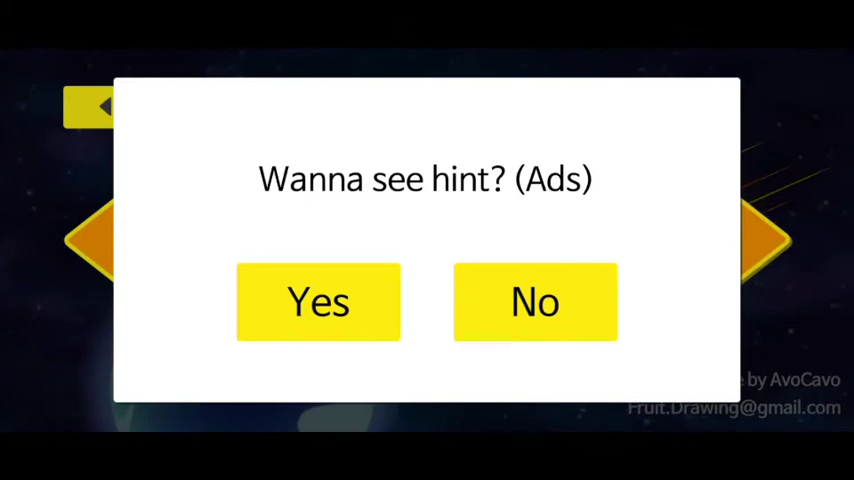 Wanna see hint? (Ads)
Yes
No
by AvoCavo
Fruit.Drawing@gmail.com